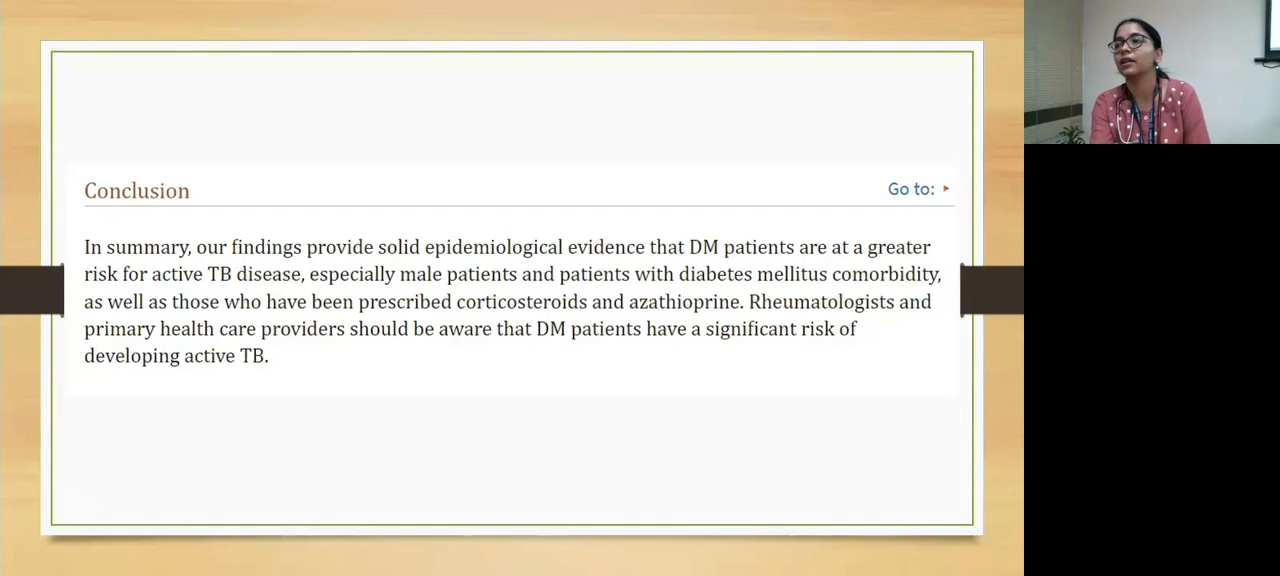 Conclusion
Go to:
In summary, our findings provide solid epidemiological evidence that DM patients are at a greater
risk for active TB disease, especially male patients and patients with diabetes mellitus comorbidity,
as well as those who have been prescribed corticosteroids and azathioprine. Rheumatologists and
primary health care providers should be aware that DM patients have a significant risk of
developing active TB.